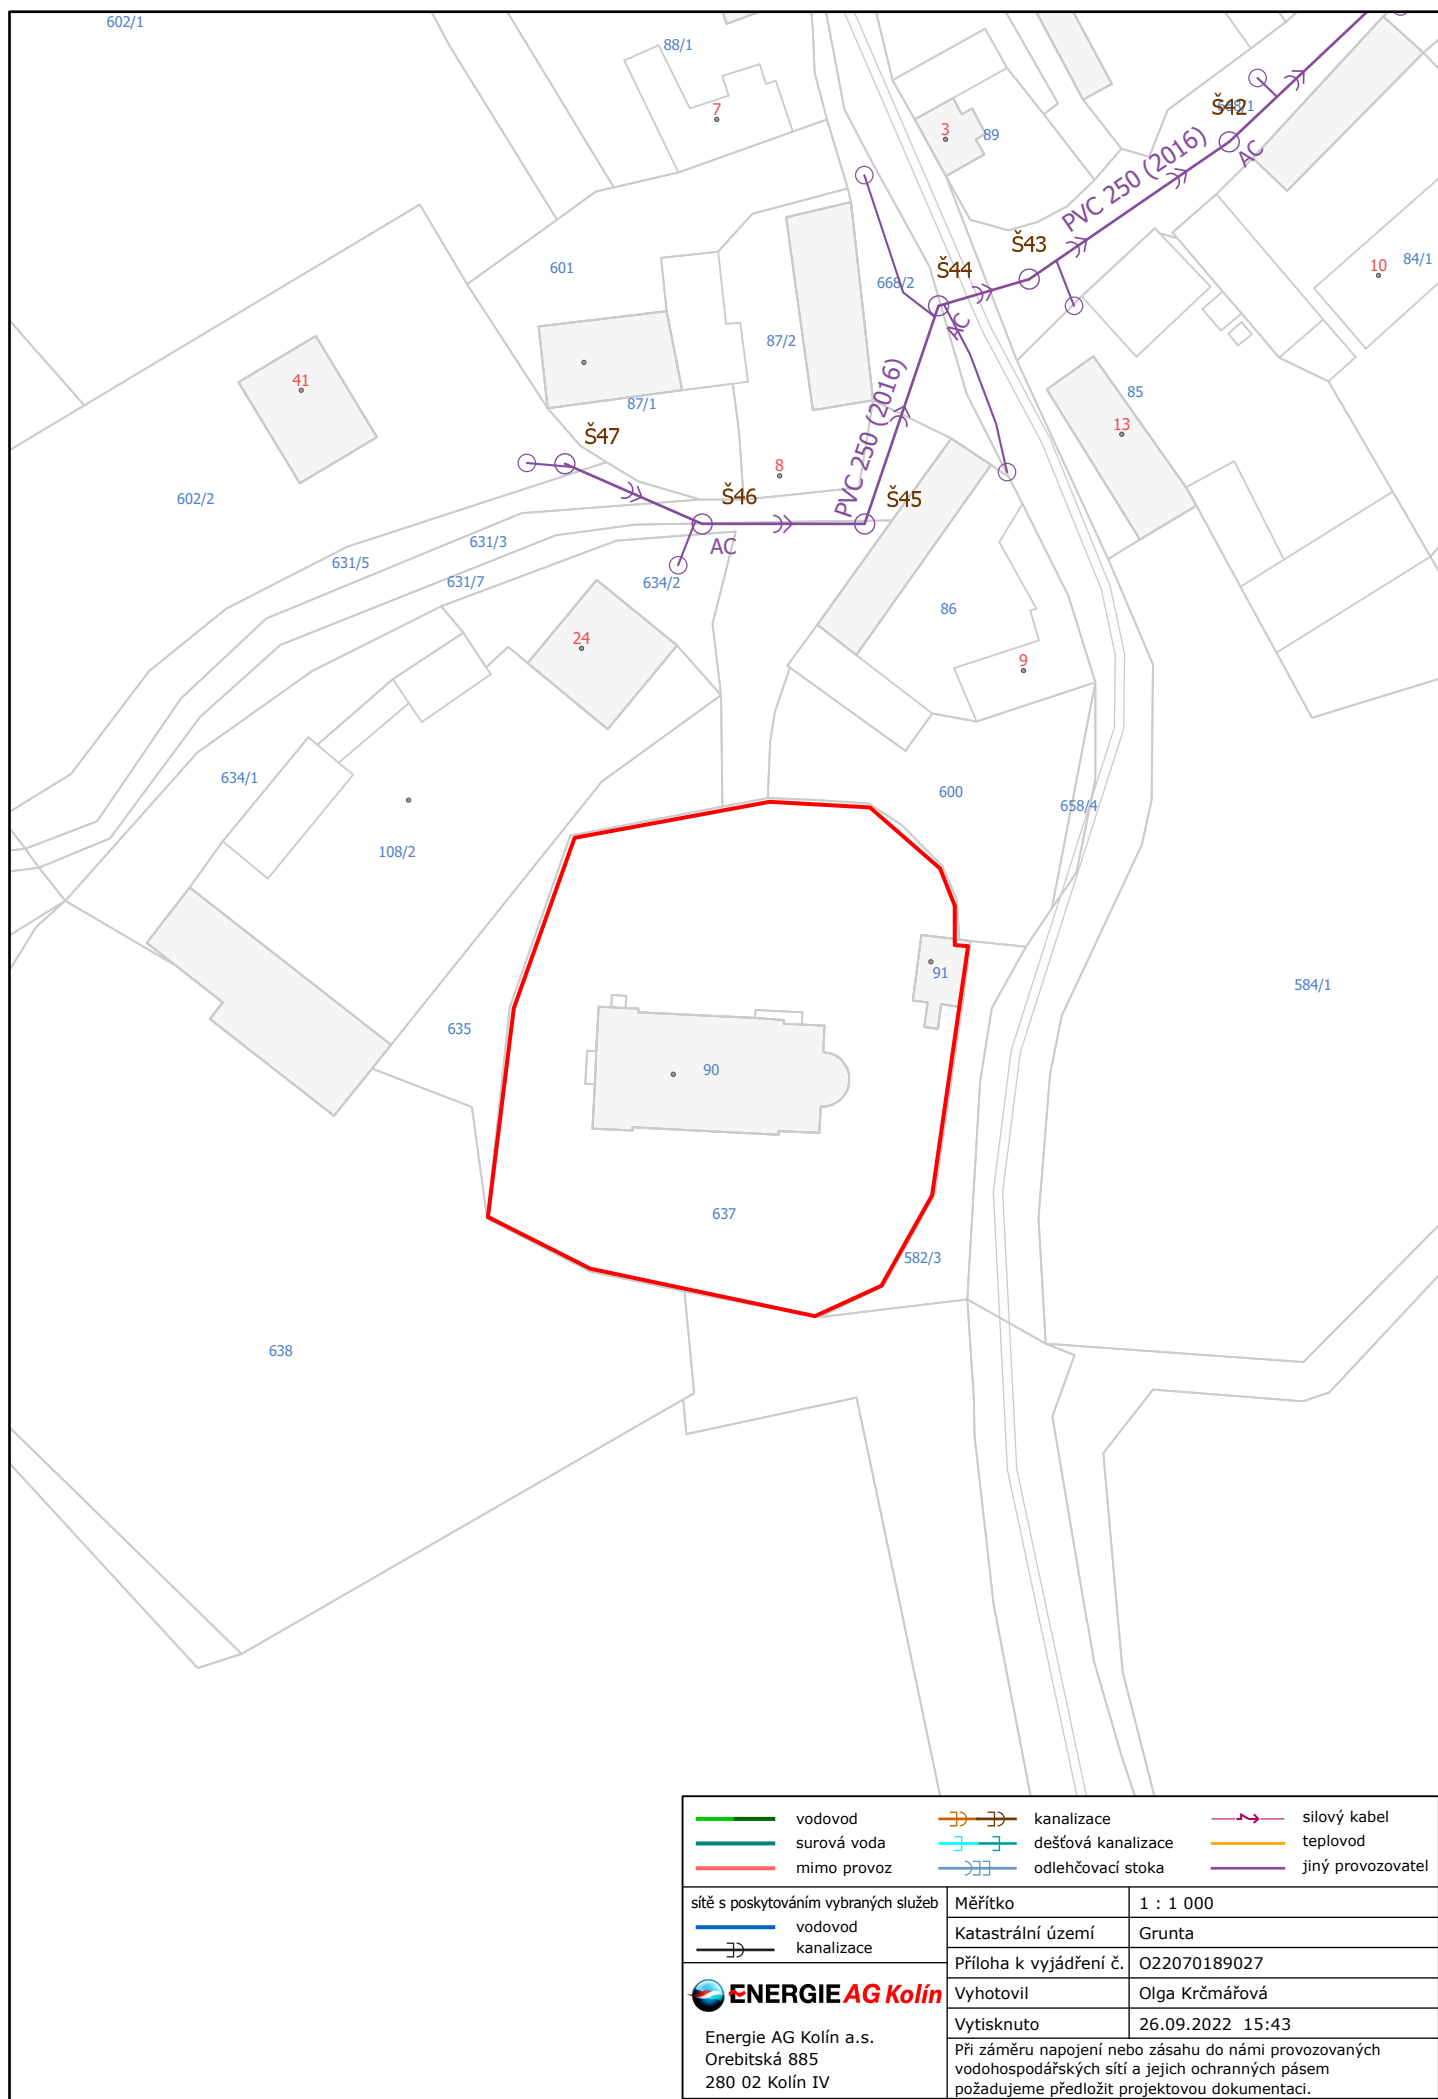 602/1
88/1
7
3
89
668/1
Š42
AC
PVC 250 (2016)
Š43
Š44
AC
668/2
601
10
84/1
87/2
41
87/1
85
13
Š47
PVC 250 (2016)
8
602/2
Š46
Š45
AC
631/3
631/5
631/7
634/2
86
24
9
634/1
600
658/4
108/2
91
584/1
635
90
637
582/3
638
vodovod
surová voda
mimo provoz
kanalizace
dešťová kanalizace
odlehčovací stoka
silový kabel
teplovod
jiný provozovatel
sítě s poskytováním vybraných služeb
vodovod
kanalizace
ENERGIE AG Kolín
Energie AG Kolín a.s.
Orebitská 885
280 02 Kolín IV
Měřítko 1 : 1 000
Katastrální území Grunta
Příloha k vyjádření č. O22070189027
Vyhotovil Olga Krčmářová
Vytisknuto 26.09.2022 15:43
Při záměru napojení nebo zásahu do námi provozovaných
vodohospodářských sítí a jejich ochranných pásem
požadujeme předložit projektovou dokumentaci.